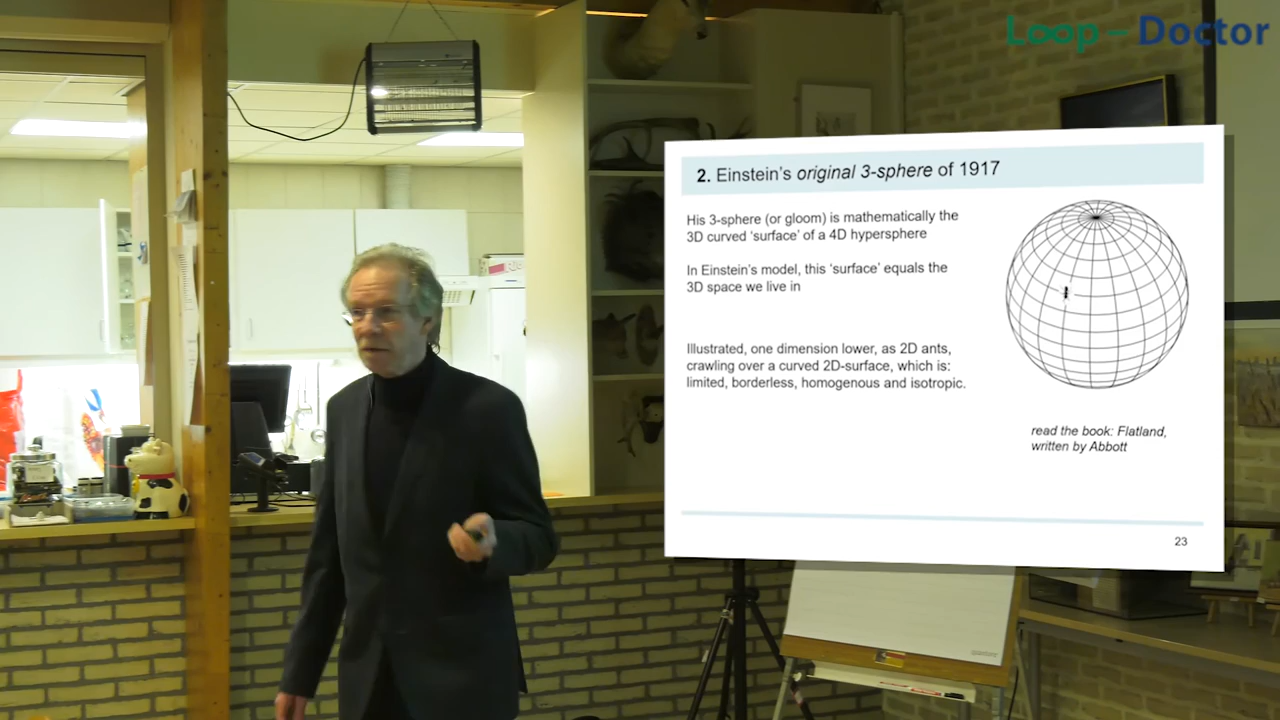 Loop – Doctor
2. Einstein's original 3-sphere of 1917
His 3-sphere (or gloom) is mathematically the
3D curved 'surface' of a 4D hypersphere
In Einstein's model, this 'surface' equals the
3D space we live in
Illustrated, one dimension lower, as 2D ants,
crawling over a curved 2D-surface, which is:
limited, borderless, homogenous and isotropic.
read the book: Flatland,
written by Abbott
23